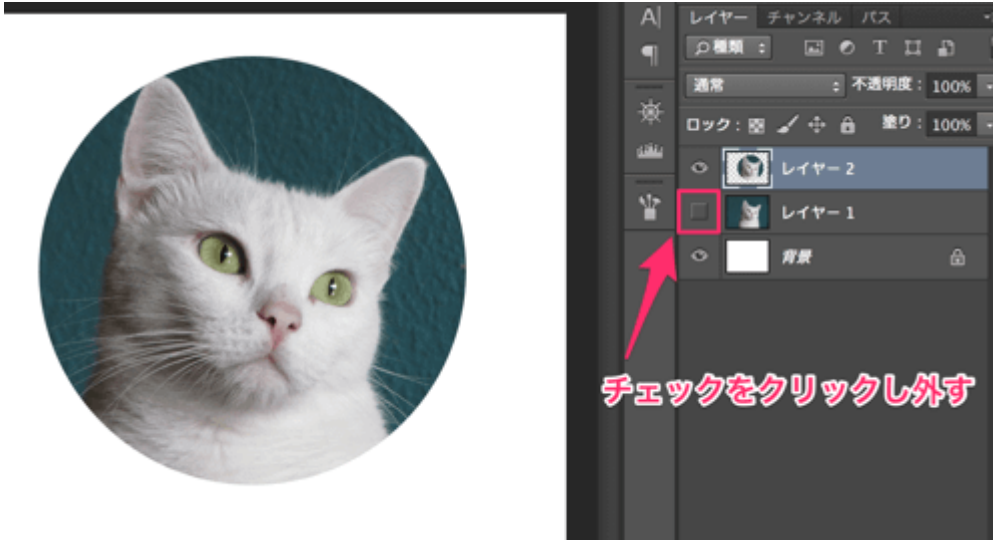 A|
レイヤー チャンネル パス
種類 : T
通常 : 不透明度 : 100%
ロック : 塗り : 100%
レイヤー 2
レイヤー 1
背景
チェックをクリックし外す